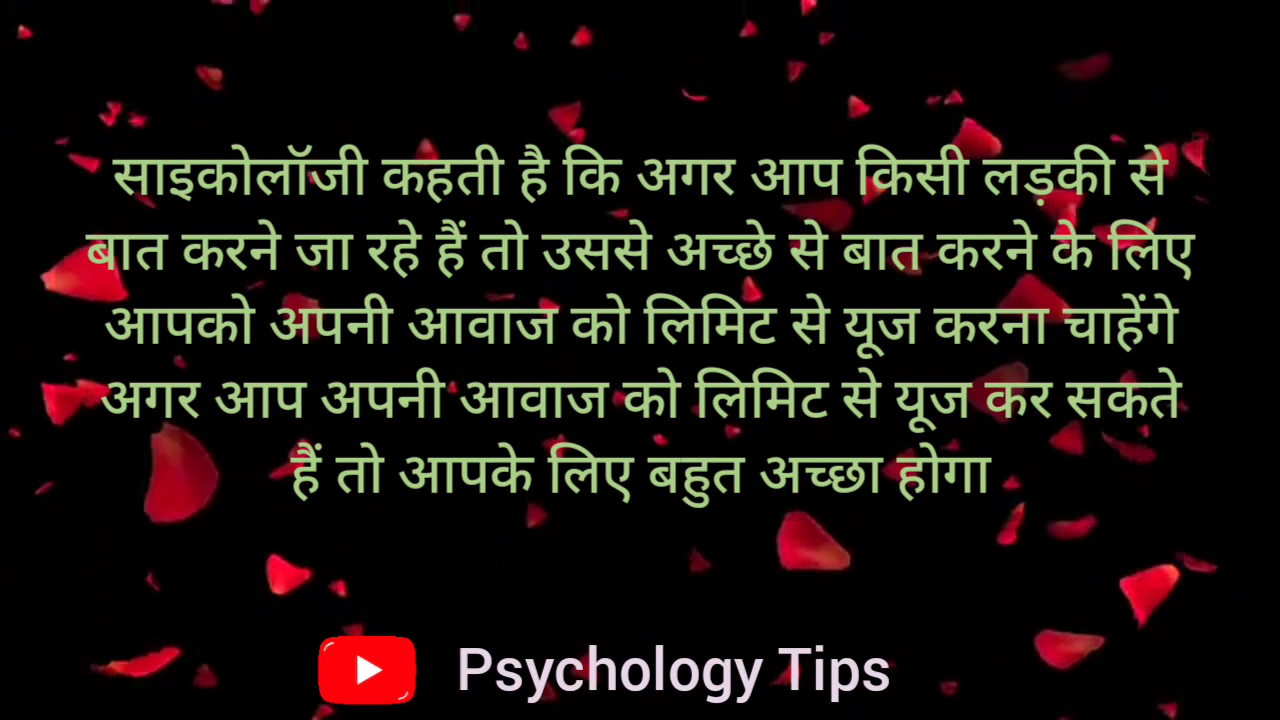 साइकोलॉजी कहती है कि अगर आप किसी लड़की से
बात करने जा रहे हैं तो उससे अच्छे से बात करने के लिए
आपको अपनी आवाज को लिमिट से यूज करना चाहेंगे
अगर आप अपनी आवाज को लिमिट से यूज कर सकते
हैं तो आपके लिए बहुत अच्छा होगा
Psychology Tips